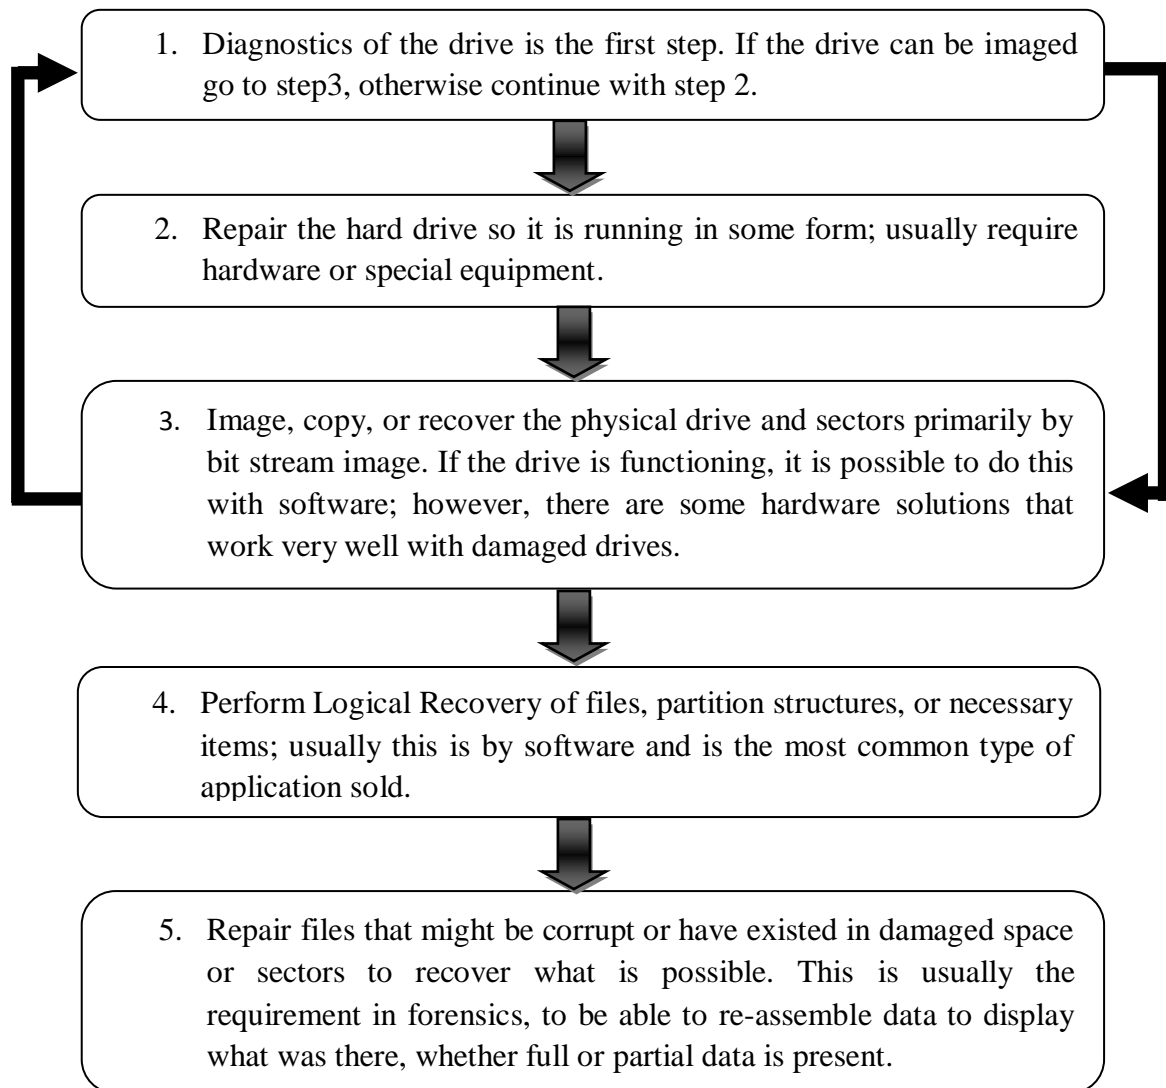 1. Diagnostics of the drive is the first step. If the drive can be imaged
go to step3, otherwise continue with step 2.
2. Repair the hard drive so it is running in some form; usually require
hardware or special equipment.
3. Image, copy, or recover the physical drive and sectors primarily by
bit stream image. If the drive is functioning, it is possible to do this
with software; however, there are some hardware solutions that
work very well with damaged drives.
4. Perform Logical Recovery of files, partition structures, or necessary
items; usually this is by software and is the most common type of
application sold.
5. Repair files that might be corrupt or have existed in damaged space
or sectors to recover what is possible. This is usually the
requirement in forensics, to be able to re-assemble data to display
what was there, whether full or partial data is present.